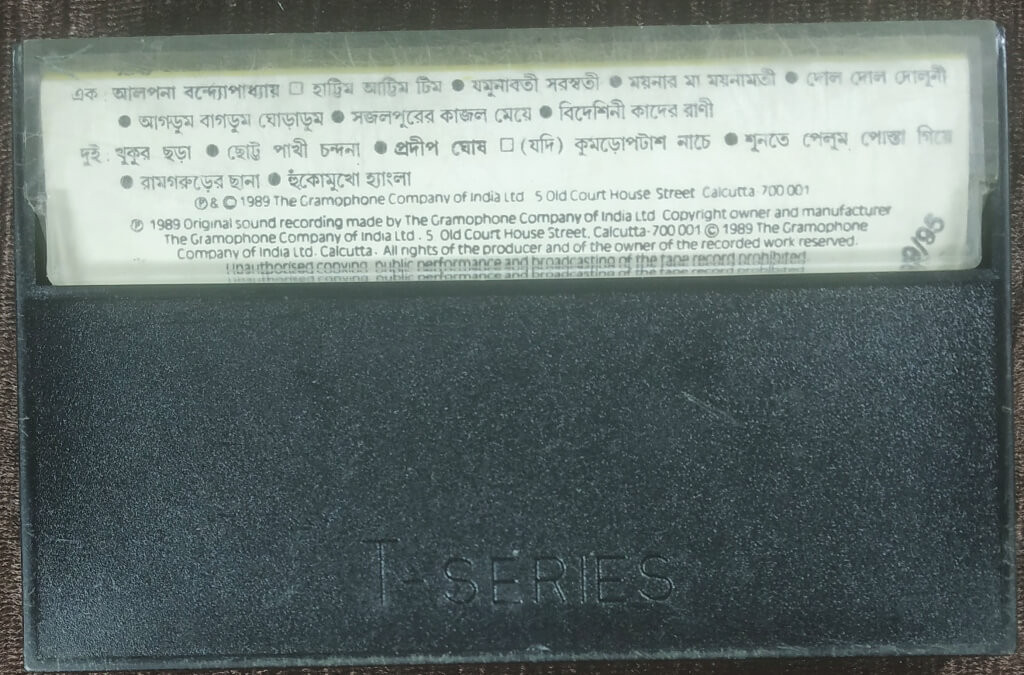 এক : আলপনা বন্দ্যোপাধ্যায় □ হাট্টিম আট্টিম টিম ● যমুনাবতী সরস্বতী ● ময়নার মা ময়নামতী ● দোল দোল দোলুনী
● আগডুম বাগডুম ঘোড়াডুম ● সজলপুরের কাজল মেয়ে ● বিদেশিনী কাদের রাণী
দুই : খুকুর ছড়া ● ছোট্ট পাখী চন্দনা ● প্রদীপ ঘোষ □ (যদি) কুমড়োপটাশ নাচে ● শুনতে পেলুম পোস্তা গিয়ে
● রামগরুড়ের ছানা ● হুঁকোমুখো হ্যাংলা
℗ & © 1989 The Gramophone Company of India Ltd 5 Old Court House Street Calcutta-700 001
℗ 1989 Original sound recording made by The Gramophone Company of India Ltd Copyright owner and manufacturer
The Gramophone Company of India Ltd. 5 Old Court House Street, Calcutta-700 001 © 1989 The Gramophone
Company of India Ltd. Calcutta. All rights of the producer and of the owner of the recorded work reserved.
Unauthorised copying public performance and broadcasting of the tape record prohibited
T-SERIES